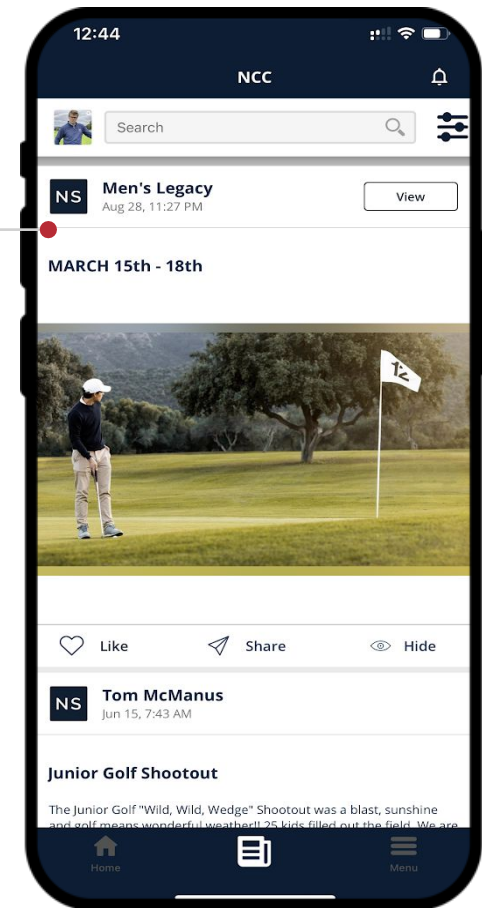 12:44
NCC
Search
NS
Men's Legacy
Aug 28, 11:27 PM
View
MARCH 15th - 18th
12
Like
Share
Hide
NS
Tom McManus
Jun 15, 7:43 AM
Junior Golf Shootout
The Junior Golf "Wild, Wild, Wedge" Shootout was a blast, sunshine
and golf means wonderful weather!! 25 kids filled out the field. We are
Home
Menu